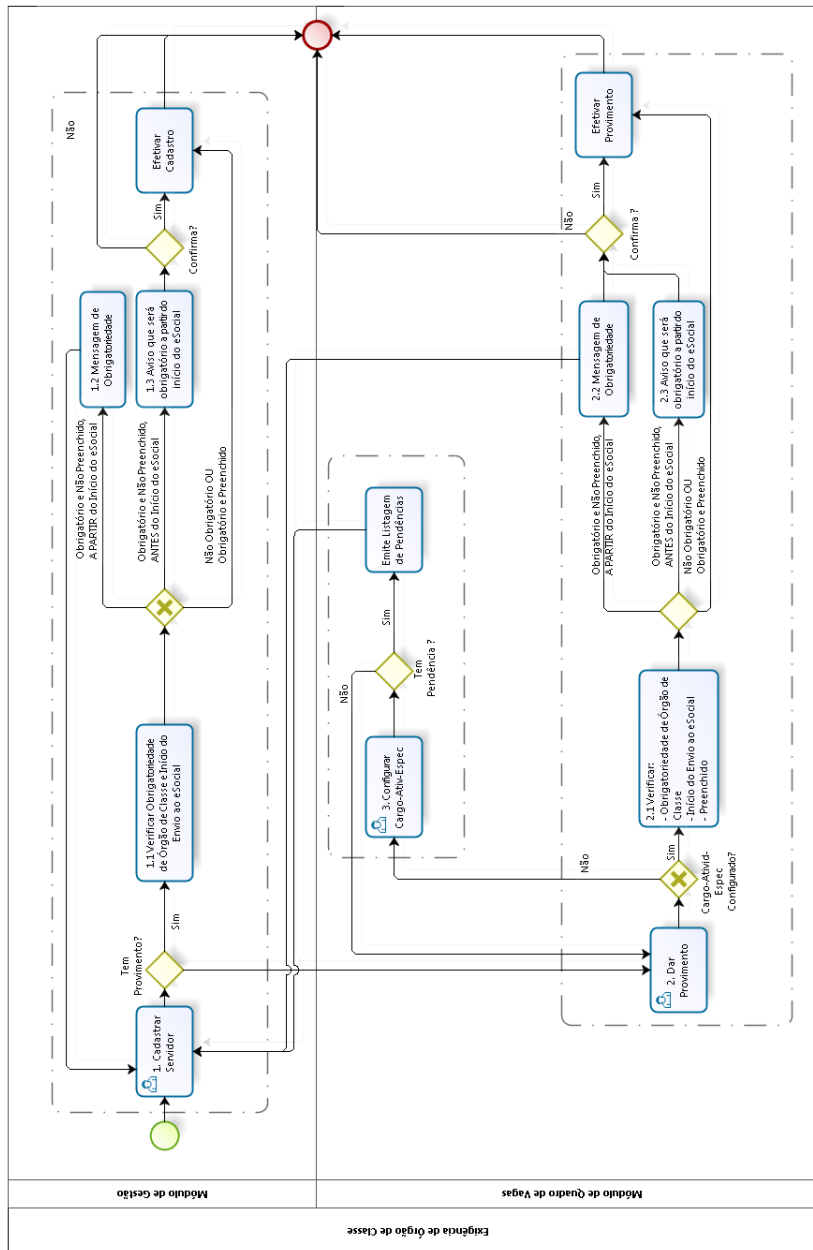 Exigência de Órgão de Classe
Módulo de Gestão
1. Cadastrar
Servidor
Tem
Provimento?
Sim
1.1 Verificar Obrigatoriedade
de Órgão de Classe e Início do
Envio ao eSocial
Obrigatório e Não Preenchido,
A PARTIR do Início do eSocial
Obrigatório e Não Preenchido,
ANTES do Início do eSocial
Não Obrigatório OU
Obrigatório e Preenchido
1.2 Mensagem de
Obrigatoriedade
1.3 Aviso que será
obrigatório a partir do
início do eSocial
Confirma?
Sim
Não
Efetivar
Cadastro
Módulo de Quadro de Vagas
3. Configurar
Cargo-Ativ-Espec
Tem
Pendência ?
Não
Sim
Emite Listagem
de Pendências
2. Dar
Provimento
Cargo-Ativid-
Espec
Configurado?
Não
Sim
2.1 Verificar:
- Obrigatoriedade de Órgão de
Classe
- Início do Envio ao eSocial
- Preenchido
Obrigatório e Não Preenchido,
A PARTIR do Início do eSocial
Obrigatório e Não Preenchido,
ANTES do Início do eSocial
Não Obrigatório OU
Obrigatório e Preenchido
2.2 Mensagem de
Obrigatoriedade
2.3 Aviso que será
obrigatório a partir do
início do eSocial
Confirma ?
Não
Sim
Efetivar
Provimento